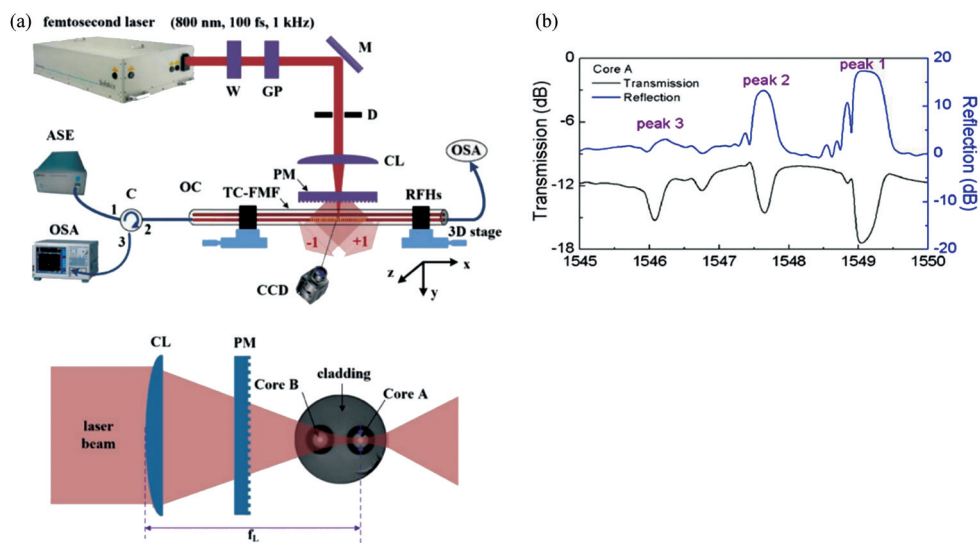 (a)
femtosecond laser (800 nm, 100 fs, 1 kHz)
M
W
GP
D
ASE
CL
OSA
PM
OC
TC-FMF
RFHs
C
1
2
3
OSA
-1
+1
3D stage
CCD
x
z
y
CL
PM
cladding
Core B
Core A
laser
beam
fL
(b)
Core A
Transmission
Reflection
peak 3
peak 2
peak 1
Transmission (dB)
0
-6
-12
-18
Reflection (dB)
20
10
0
-10
-20
1545
1546
1547
1548
1549
1550